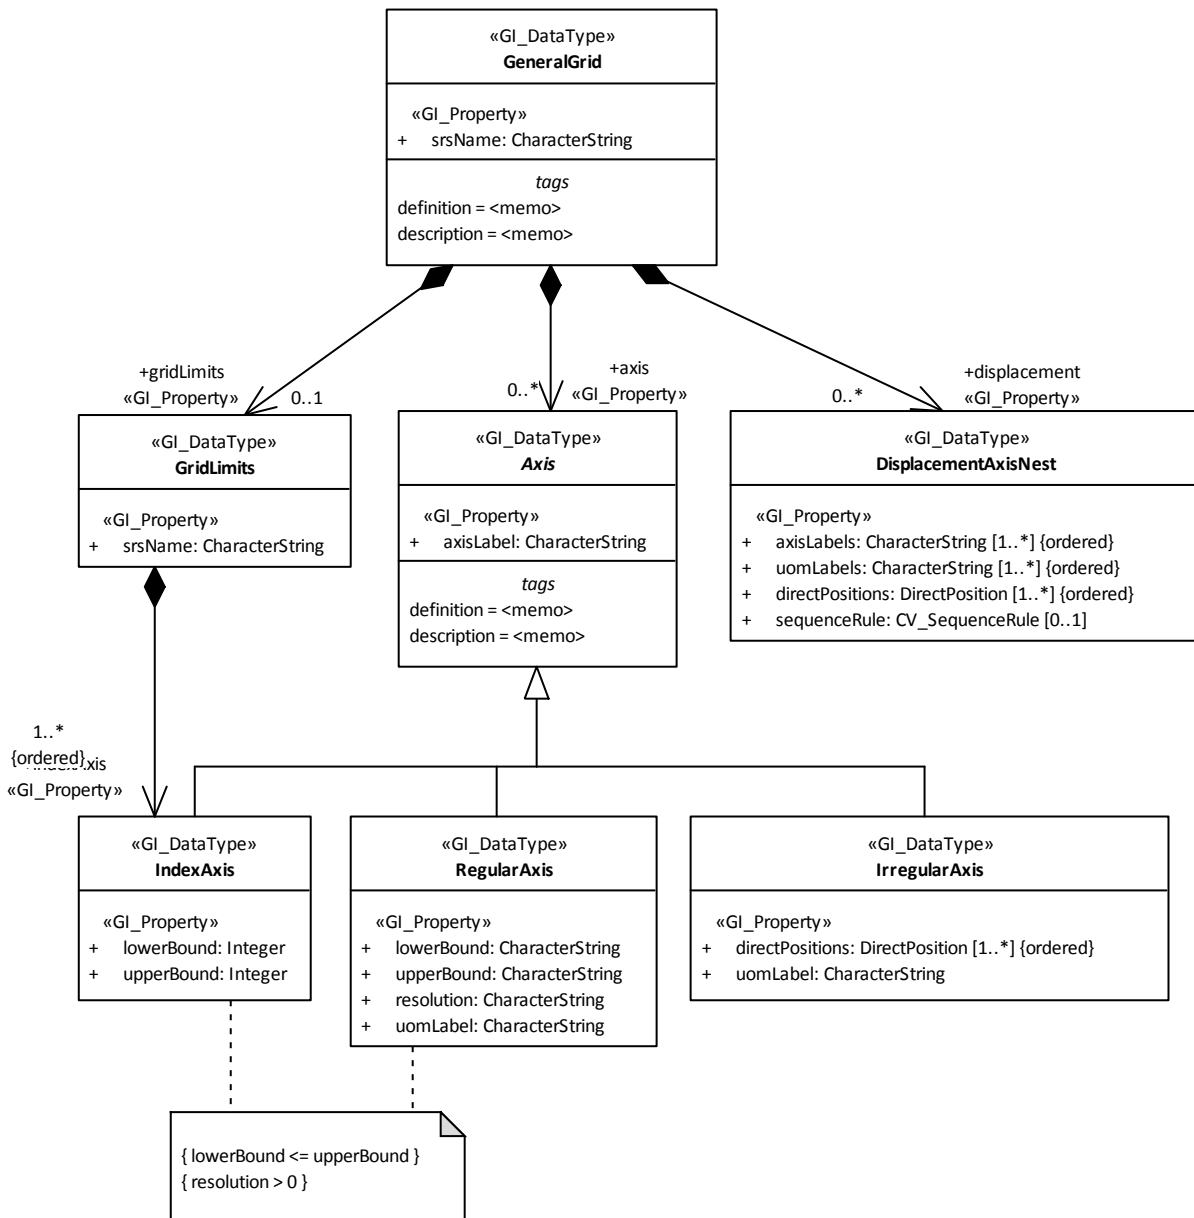 «GI_DataType»
GeneralGrid
«GI_Property»
+ srsName: CharacterString
tags
definition = <memo>
description = <memo>
+gridLimits
«GI_Property»
0..1
+axis
0..*
«GI_Property»
+displacement
0..*
«GI_Property»
«GI_DataType»
GridLimits
«GI_Property»
+ srsName: CharacterString
«GI_DataType»
Axis
«GI_Property»
+ axisLabel: CharacterString
tags
definition = <memo>
description = <memo>
«GI_DataType»
DisplacementAxisNest
«GI_Property»
+ axisLabels: CharacterString [1..*] {ordered}
+ uomLabels: CharacterString [1..*] {ordered}
+ directPositions: DirectPosition [1..*] {ordered}
+ sequenceRule: CV_SequenceRule [0..1]
1..*
{ordered}
«GI_Property»
«GI_DataType»
IndexAxis
«GI_Property»
+ lowerBound: Integer
+ upperBound: Integer
«GI_DataType»
RegularAxis
«GI_Property»
+ lowerBound: CharacterString
+ upperBound: CharacterString
+ resolution: CharacterString
+ uomLabel: CharacterString
«GI_DataType»
IrregularAxis
«GI_Property»
+ directPositions: DirectPosition [1..*] {ordered}
+ uomLabel: CharacterString
{ lowerBound <= upperBound }
{ resolution > 0 }